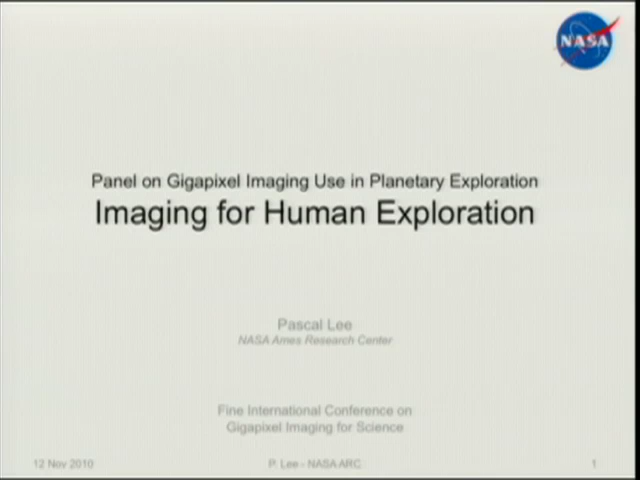 NASA
Panel on Gigapixel Imaging Use in Planetary Exploration
Imaging for Human Exploration
Pascal Lee
NASA Ames Research Center
Fine International Conference on
Gigapixel Imaging for Science
12 Nov 2010
P. Lee - NASA ARC
1